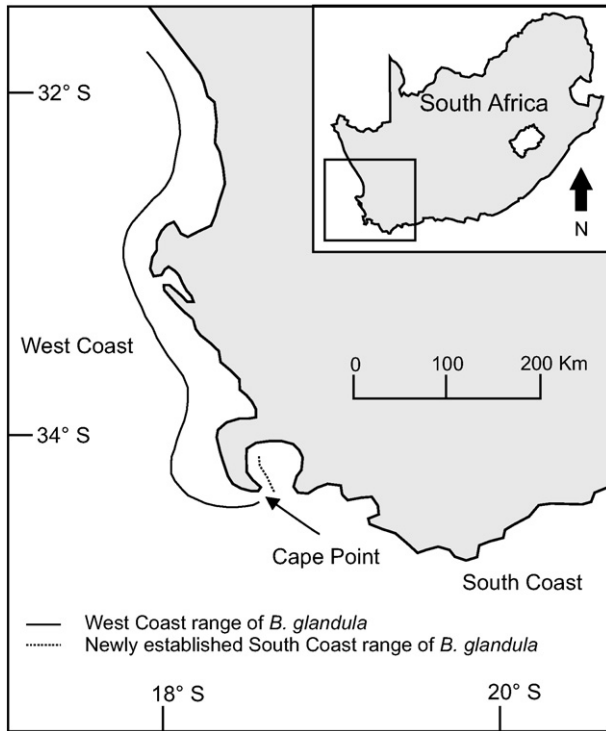 32° S
South Africa
N
West Coast
0 100 200 Km
34° S
Cape Point
South Coast
West Coast range of B. glandula
Newly established South Coast range of B. glandula
18° S 20° S